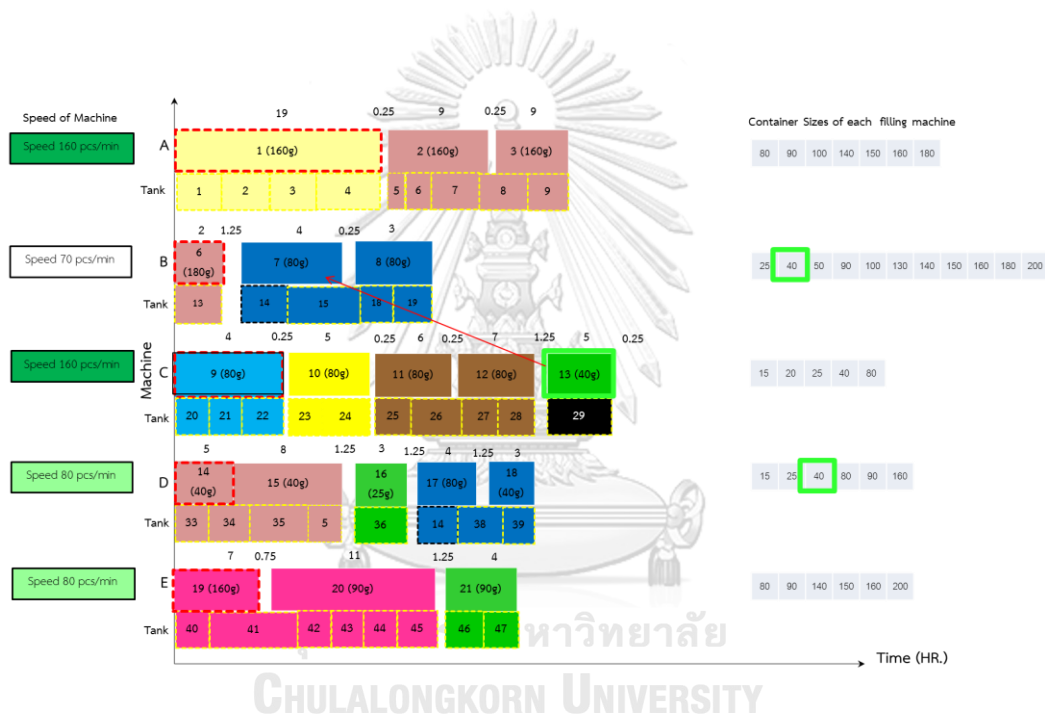 19 0.25 9 0.25 9
Speed of Machine
Container Sizes of each filling machine
Speed 160 pcs/min
A
1 (160g) 2 (160g) 3 (160g)
80 90 100 140 150 160 180
Tank
1 2 3 4 5 6 7 8 9
2 1.25 4 0.25 3
Speed 70 pcs/min
B
6
(180g)
7 (80g) 8 (80g)
25 40 50 90 100 130 140 150 160 180 200
Tank
13 14 15 18 19
4 0.25 5 0.25 6 0.25 7 1.25 5 0.25
Speed 160 pcs/min
Machine
C
9 (80g) 10 (80g) 11 (80g) 12 (80g) 13 (40g)
15 20 25 40 80
Tank
20 21 22 23 24 25 26 27 28 29
5 8 1.25 3 1.25 4 1.25 3
Speed 80 pcs/min
D
14
(40g)
15 (40g)
16
(25g)
17 (80g)
18
(40g)
15 25 40 80 90 160
Tank
33 34 35 5 36 14 38 39
7 0.75 11 1.25 4
Speed 80 pcs/min
E
19 (160g) 20 (90g) 21 (90g)
80 90 140 150 160 200
Tank
40 41 42 43 44 45 46 47
หาวิทยาลัย
Time (HR.)
CHULALONGKORN UNIVERSITY